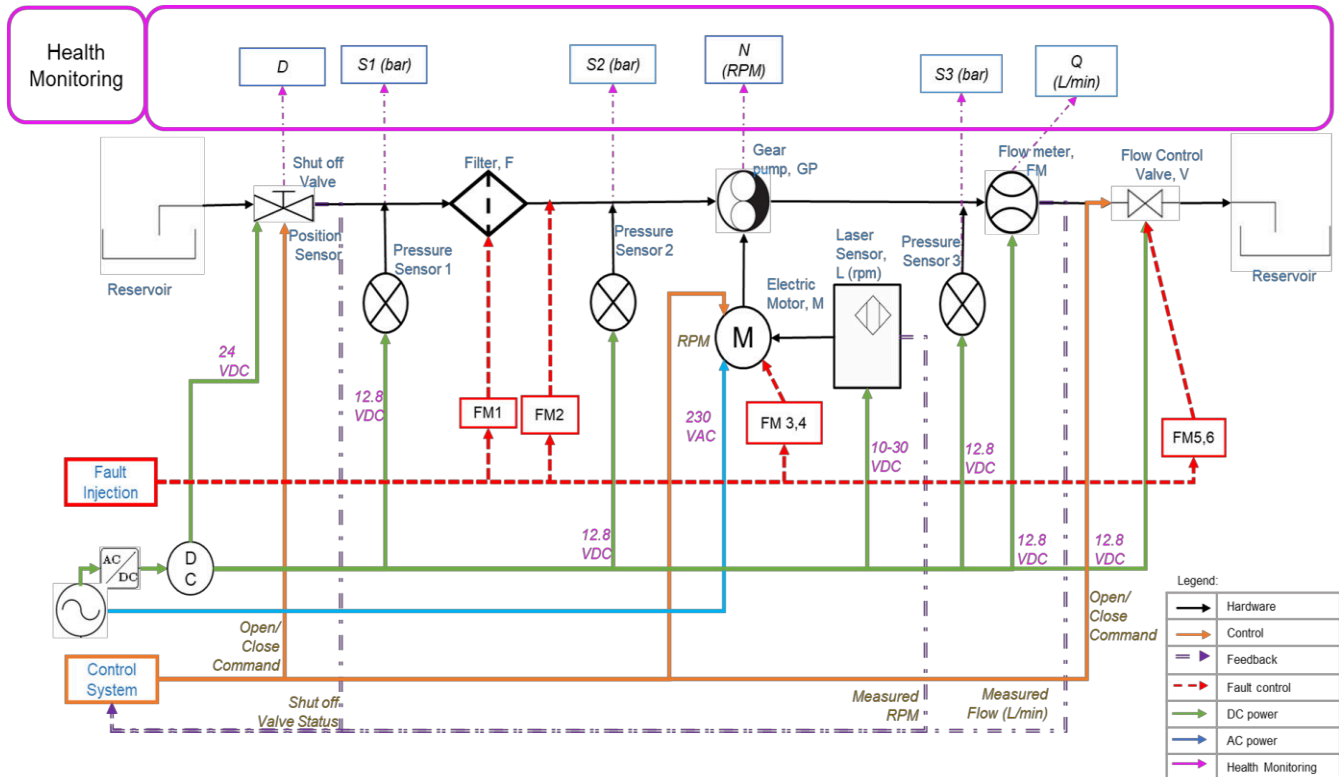 Health
Monitoring
D
S1 (bar)
S2 (bar)
N
(RPM)
S3 (bar)
Q
(L/min)
Shut off
Valve
Filter, F
Gear
pump, GP
Flow meter,
FM
Flow Control
Valve, V
Position
Sensor
Pressure
Sensor 1
Pressure
Sensor 2
Laser
Sensor,
L (rpm)
Pressure
Sensor 3
Reservoir
Reservoir
Electric
Motor, M
RPM
M
24
VDC
12.8
VDC
FM1
FM2
230
VAC
FM 3,4
10-30
VDC
12.8
VDC
FM5,6
Fault
Injection
12.8
VDC
12.8
VDC
12.8
VDC
AC
DC
D
C
Open/
Close
Command
Open/
Close
Command
Control
System
Shut off
Valve Status
Measured
RPM
Measured
Flow (L/min)
Legend:
Hardware
Control
Feedback
Fault control
DC power
AC power
Health Monitoring